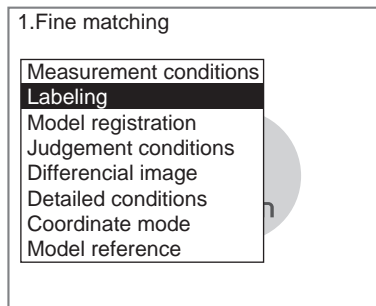 1.Fine matching
Measurement conditions
Labeling
Model registration
Judgement conditions
Differencial image
Detailed conditions
Coordinate mode
Model reference